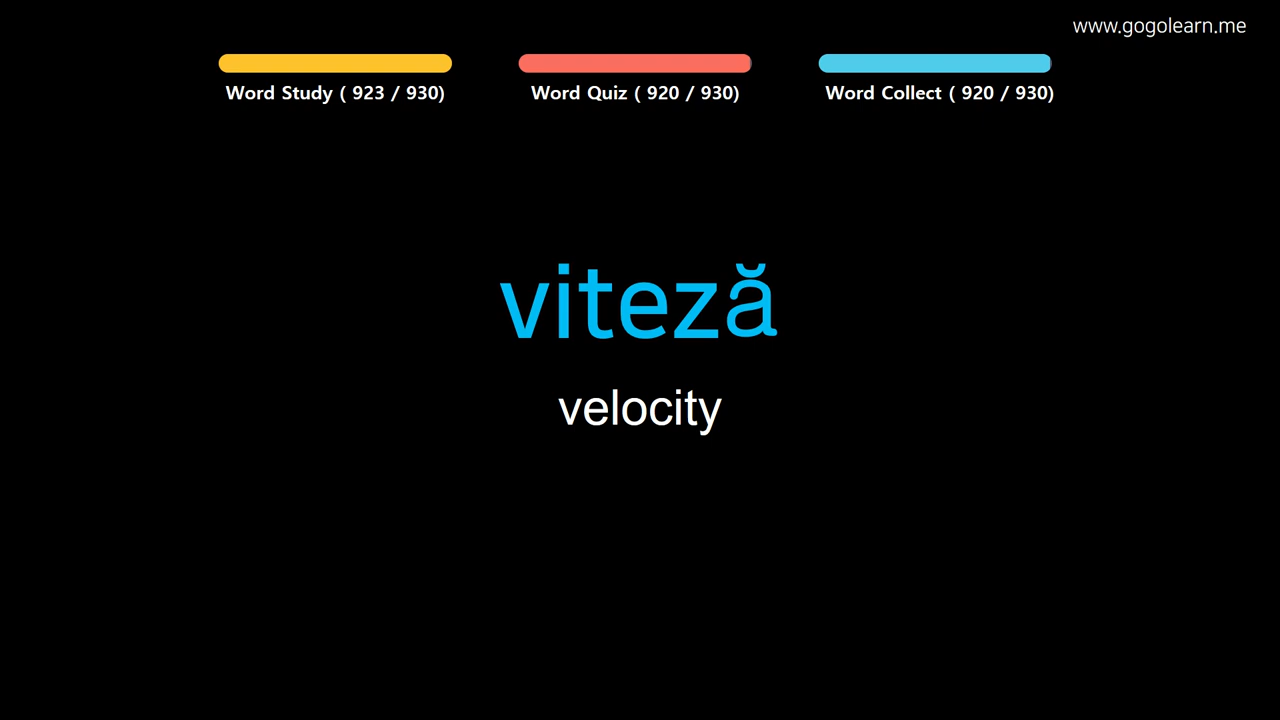 www.gogolearn.me
Word Study ( 923 / 930)
Word Quiz ( 920 / 930)
Word Collect ( 920 / 930)
viteză
velocity